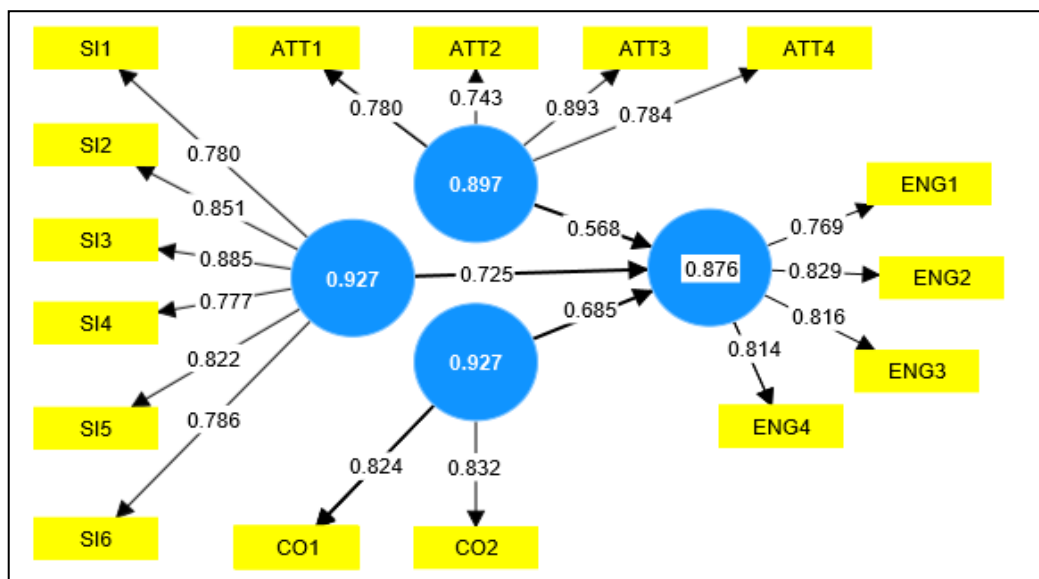 SI1
ATT1
ATT2
ATT3
ATT4
0.780
0.743
0.893
0.784
SI2
0.780
0.851
0.897
ENG1
SI3
0.885
0.568
0.769
0.927
0.725
0.876
0.829
ENG2
SI4
0.777
0.685
0.816
0.822
0.927
0.814
ENG3
SI5
0.786
ENG4
0.824
0.832
SI6
CO1
CO2